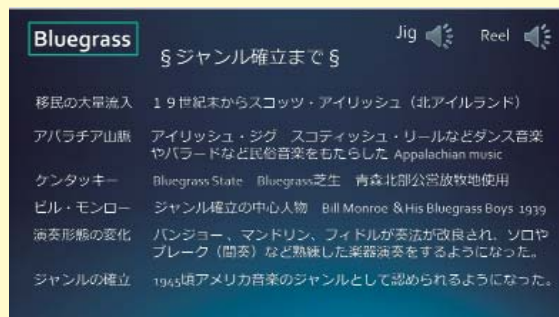 Bluegrass
Jig
Reel
§ジャンル確立まで§
移民の大量流入 19世紀末からスコッツ・アイリッシュ（北アイルランド）
アパラチア山脈 アイリッシュ・ジグ スコティッシュ・リールなどダンス音楽
やバラードなど民俗音楽をもたらした Appalachian music
ケンタッキー Bluegrass State Bluegrass芝生 青森北部公営放牧地使用
ビル・モンロー ジャンル確立の中心人物 Bill Monroe ＆His Bluegrass Boys 1939
演奏形態の変化 バンジョー、マンドリン、フィドルが奏法が改良され、ソロや
ブレーク（間奏）など熟練した楽器演奏をするようになった。
ジャンルの確立 1945頃アメリカ音楽のジャンルとして認められるようになった。